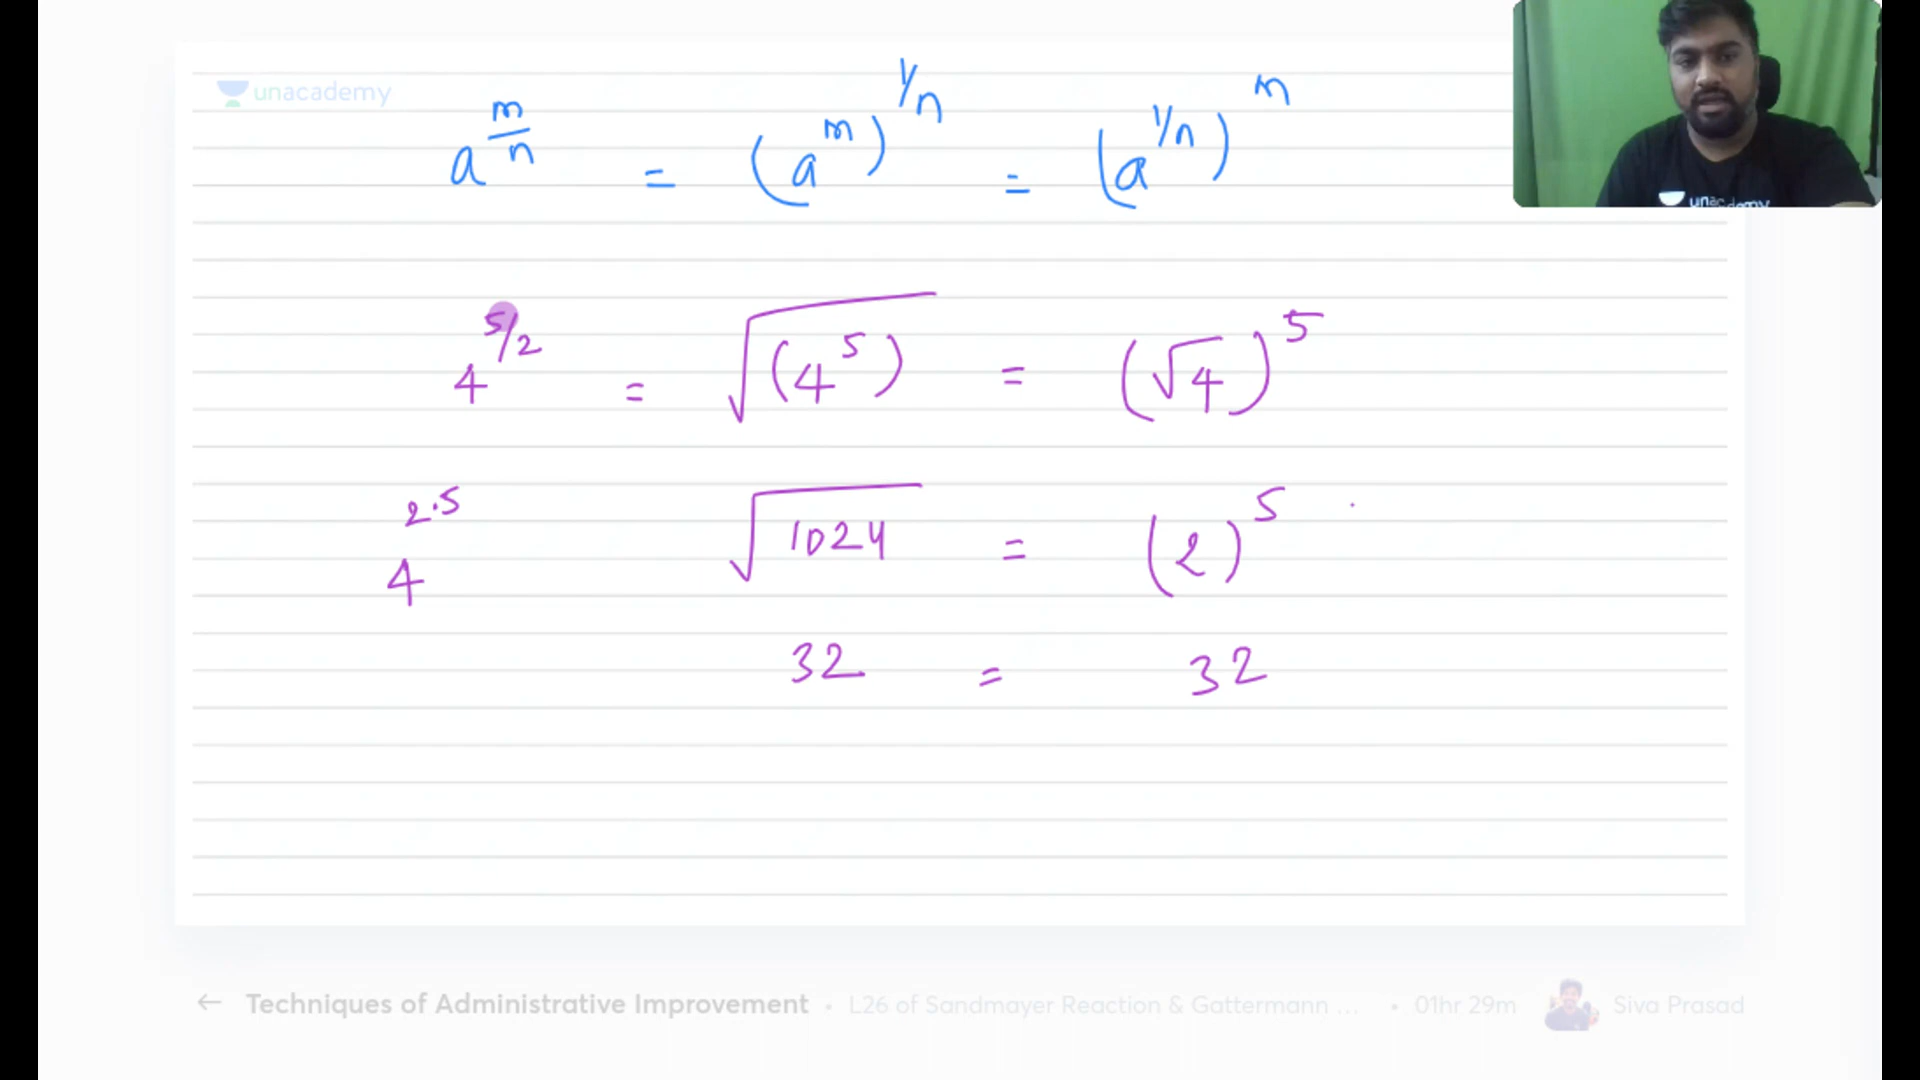 unacademy
a^(m/n) = (a^m)^(1/n) = (a^(1/n))^m
unacademy
4^(5/2) = √(4^5) = (√4)^5
4^2.5 √1024 = (2)^5
32 = 32
← Techniques of Administrative Improvement • L26 of Sandmayer Reaction & Gattermann ... • 01hr 29m Siva Prasad